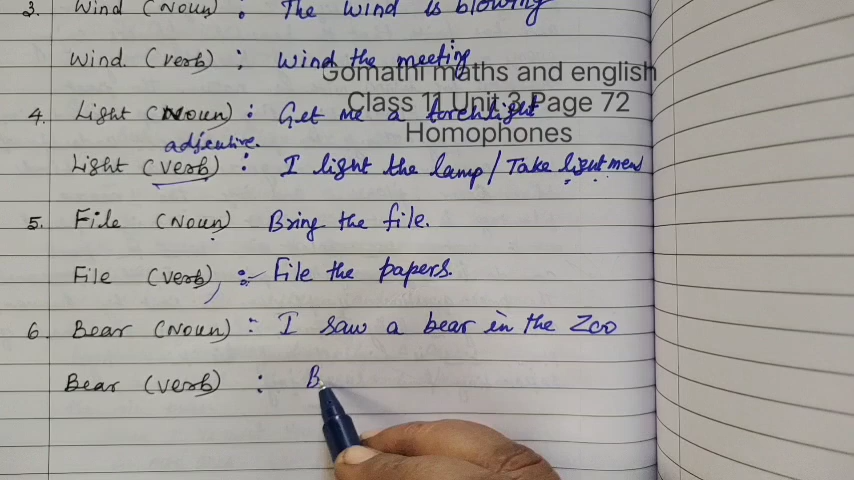 3. Wind (Noun) : The wind is blowing
Wind. (verb) : Wind the meeting
Gomathi maths and english
Class 11 Unit 3 Page 72
Homophones
4. Light (Noun) : Get me a torchlight
adjective.
Light (verb) : I light the lamp / Take light meal
5. File (Noun) Bring the file.
File (verb), :- File the papers.
6. Bear (Noun) : I saw a bear in the Zoo
Bear (verb) : B